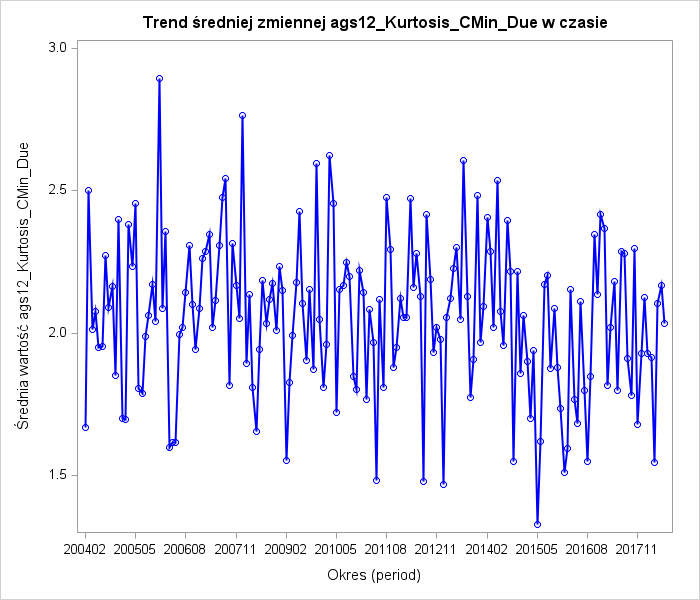 Trend średniej zmiennej ags12_Kurtosis_CMin_Due w czasie
3.0
2.5
2.0
1.5
Średnia wartość ags12_Kurtosis_CMin_Due
200402 200505 200608 200711 200902 201005 201108 201211 201402 201505 201608 201711
Okres (period)